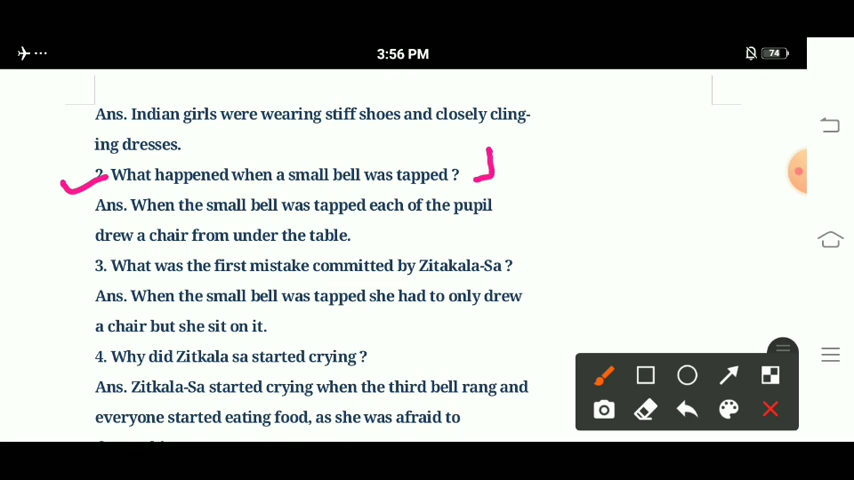 3:56 PM
74
Ans. Indian girls were wearing stiff shoes and closely cling-
ing dresses.
2. What happened when a small bell was tapped ?
Ans. When the small bell was tapped each of the pupil
drew a chair from under the table.
3. What was the first mistake committed by Zitakala-Sa ?
Ans. When the small bell was tapped she had to only drew
a chair but she sit on it.
4. Why did Zitkala sa started crying ?
Ans. Zitkala-Sa started crying when the third bell rang and
everyone started eating food, as she was afraid to